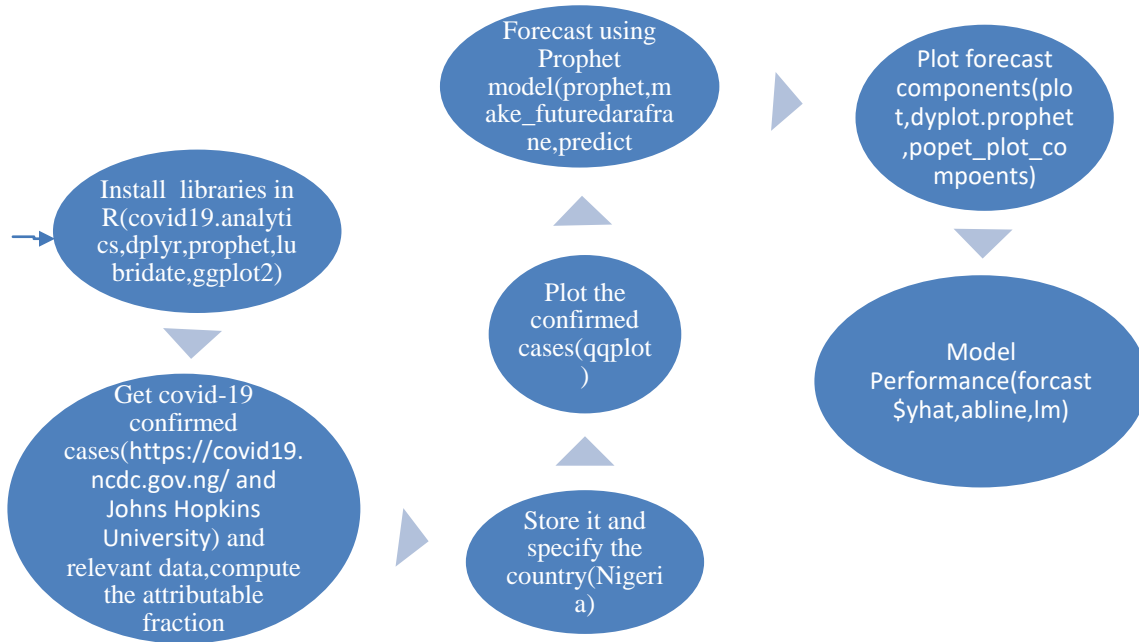 Install libraries in
R(covid19.analyti
cs,dplyr,prophet,lu
bridate,ggplot2)
Get covid-19
confirmed
cases(https://covid19.
ncdc.gov.ng/ and
Johns Hopkins
University) and
relevant data,compute
the attributable
fraction
Store it and
specify the
country(Nigeri
a)
Plot the
confirmed
cases(qqplot
)
Forecast using
Prophet
model(prophet,m
ake_futuredarafra
ne,predict
Plot forecast
components(plo
t,dyplot.prophet
,popet_plot_co
mpoents)
Model
Performance(forcast
$yhat,abline,lm)